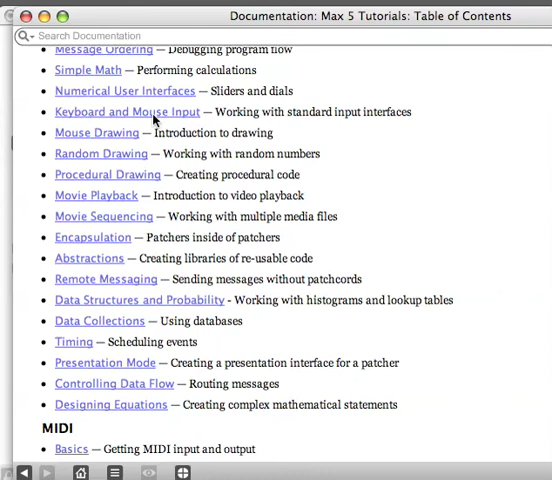 Documentation: Max 5 Tutorials: Table of Contents
Search Documentation
Message Ordering — Debugging program flow
Simple Math — Performing calculations
Numerical User Interfaces — Sliders and dials
Keyboard and Mouse Input — Working with standard input interfaces
Mouse Drawing — Introduction to drawing
Random Drawing — Working with random numbers
Procedural Drawing — Creating procedural code
Movie Playback — Introduction to video playback
Movie Sequencing — Working with multiple media files
Encapsulation — Patchers inside of patchers
Abstractions — Creating libraries of re-usable code
Remote Messaging — Sending messages without patchcords
Data Structures and Probability - Working with histograms and lookup tables
Data Collections — Using databases
Timing — Scheduling events
Presentation Mode — Creating a presentation interface for a patcher
Controlling Data Flow — Routing messages
Designing Equations — Creating complex mathematical statements
MIDI
Basics — Getting MIDI input and output